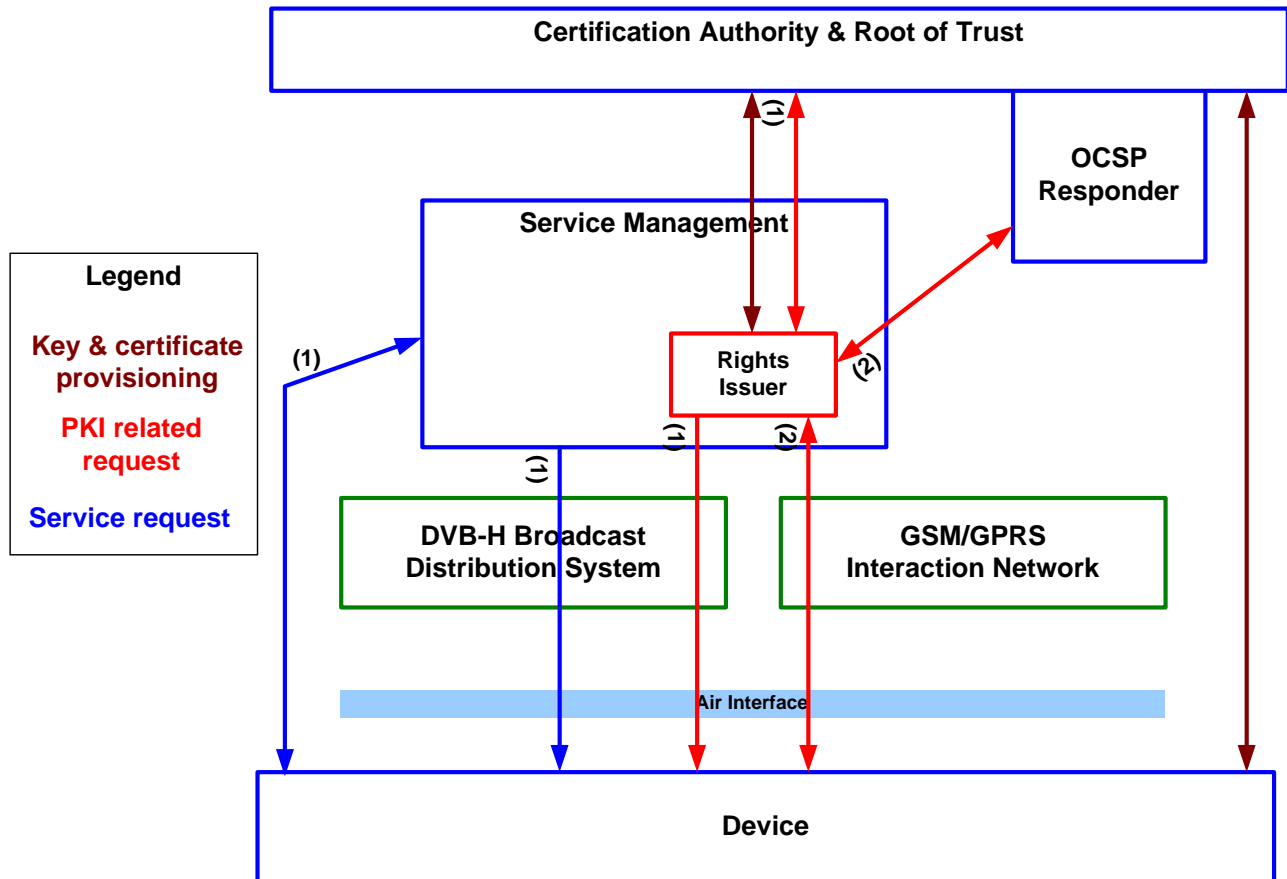 Certification Authority & Root of Trust
(1)
OCSP
Responder
Service Management
Legend
Key & certificate
provisioning
PKI related
request
Service request
(1)
Rights
Issuer
(2)
(1)
(1)
(2)
DVB-H Broadcast
Distribution System
GSM/GPRS
Interaction Network
Air Interface
Device